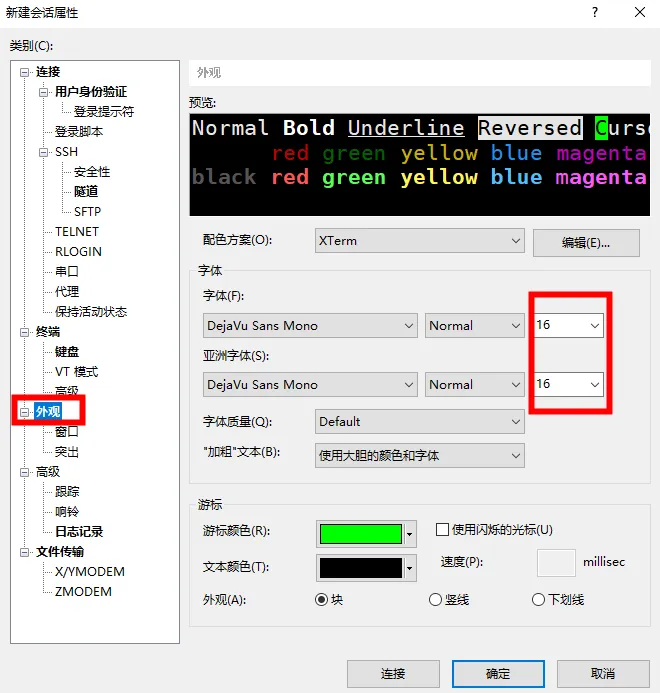 新建会话属性
?
类别(C):
连接
用户身份验证
登录提示符
登录脚本
SSH
安全性
隧道
SFTP
TELNET
RLOGIN
串口
代理
保持活动状态
终端
键盘
VT 模式
高级
外观
窗口
突出
高级
跟踪
响铃
日志记录
文件传输
X/YMODEM
ZMODEM
外观
预览:
Normal Bold Underline Reversed Curso
red green yellow blue magenta
black red green yellow blue magenta
配色方案(O): XTerm 编辑(E)...
字体
字体(F):
DejaVu Sans Mono Normal 16
亚洲字体(S):
DejaVu Sans Mono Normal 16
字体质量(Q): Default
"加粗"文本(B): 使用大胆的颜色和字体
游标
游标颜色(R): 使用闪烁的光标(U)
文本颜色(T): 速度(P): millisec
外观(A): 块 竖线 下划线
连接 确定 取消